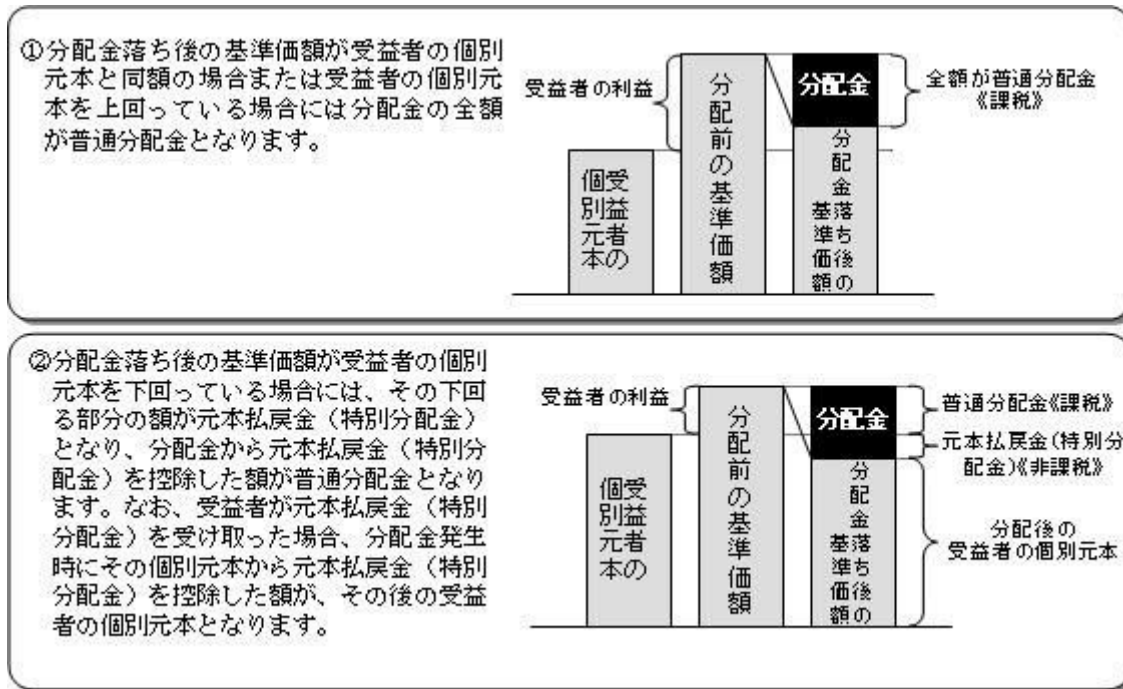 ①分配金落ち後の基準価額が受益者の個別
元本と同額の場合または受益者の個別元
本を上回っている場合には分配金の全額
が普通分配金となります。
受益者の利益
受益者の
個別元本
分配前の基準価額
分配金
分配金落ち後の
基準価額
全額が普通分配金
《課税》
②分配金落ち後の基準価額が受益者の個別
元本を下回っている場合には、その下回
る部分の額が元本払戻金（特別分配金）
となり、分配金から元本払戻金（特別分
配金）を控除した額が普通分配金となり
ます。なお、受益者が元本払戻金（特別
分配金）を受け取った場合、分配金発生
時にその個別元本から元本払戻金（特別
分配金）を控除した額が、その後の受益
者の個別元本となります。
受益者の利益
受益者の
個別元本
分配前の基準価額
分配金
分配金落ち後の
基準価額
普通分配金《課税》
元本払戻金(特別分
配金)《非課税》
分配後の
受益者の個別元本